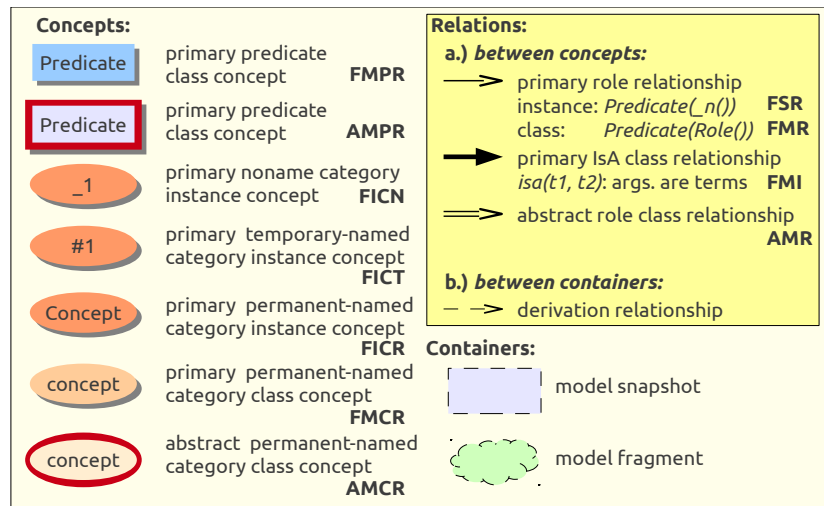 Concepts:
Predicate
primary predicate
class concept FMPR
Predicate
primary predicate
class concept AMPR
_1
primary noname category
instance concept FICN
#1
primary temporary-named
category instance concept
FICT
Concept
primary permanent-named
category instance concept
FICR
concept
primary permanent-named
category class concept
FMCR
concept
abstract permanent-named
category class concept
AMCR
Relations:
a.) between concepts:
primary role relationship
instance: Predicate(_n()) FSR
class: Predicate(Role()) FMR
primary IsA class relationship
isa(t1, t2): args. are terms FMI
abstract role class relationship
AMR
b.) between containers:
derivation relationship
Containers:
model snapshot
model fragment